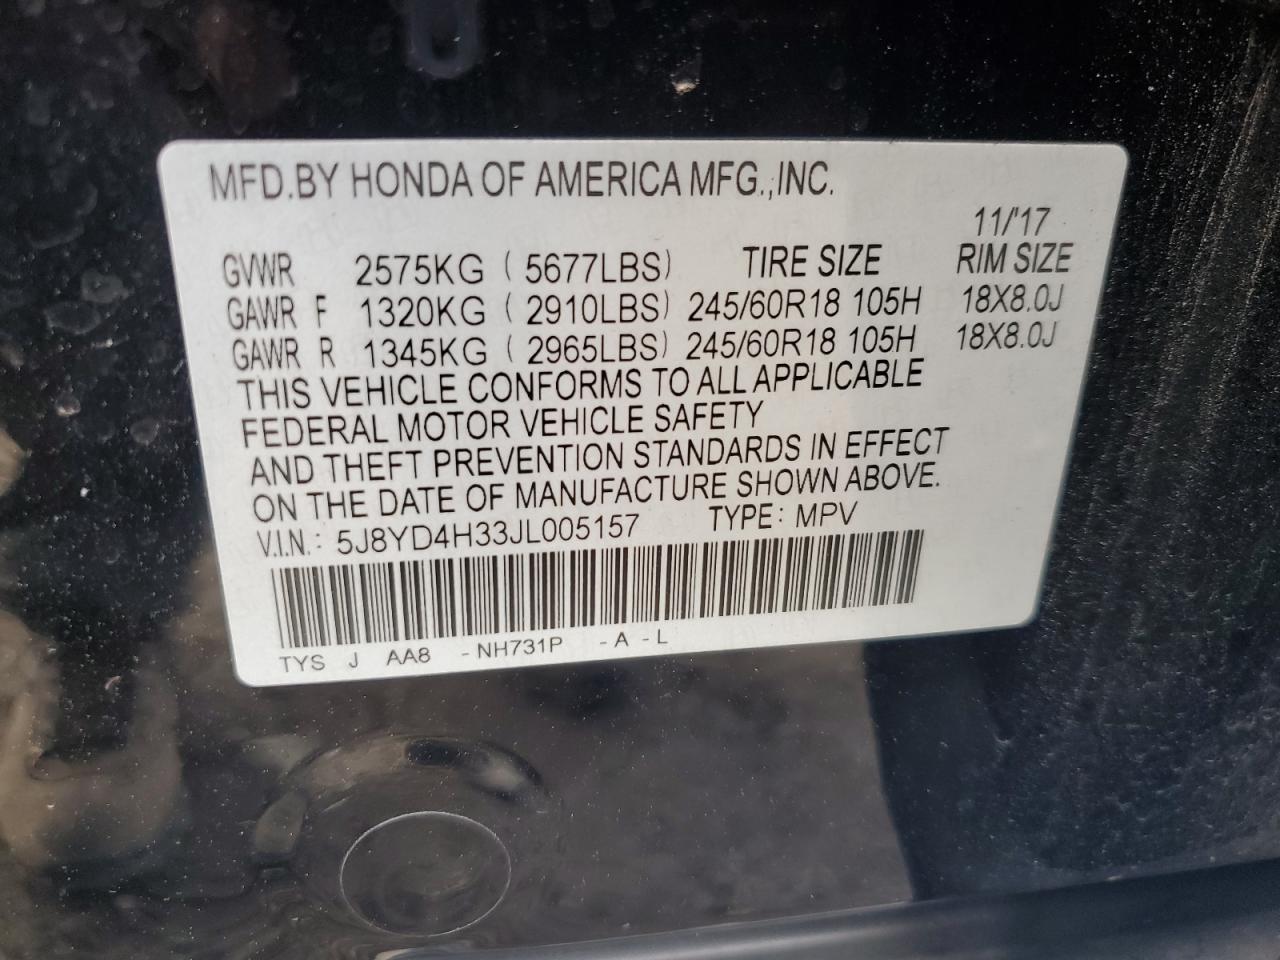 MFD.BY HONDA OF AMERICA MFG.,INC.
11/'17
GVWR 2575KG ( 5677LBS) TIRE SIZE RIM SIZE
GAWR F 1320KG ( 2910LBS) 245/60R18 105H 18X8.0J
GAWR R 1345KG ( 2965LBS) 245/60R18 105H 18X8.0J
THIS VEHICLE CONFORMS TO ALL APPLICABLE
FEDERAL MOTOR VEHICLE SAFETY
AND THEFT PREVENTION STANDARDS IN EFFECT
ON THE DATE OF MANUFACTURE SHOWN ABOVE.
V.I.N.: 5J8YD4H33JL005157 TYPE: MPV
TYS J AA8 - NH731P - A - L